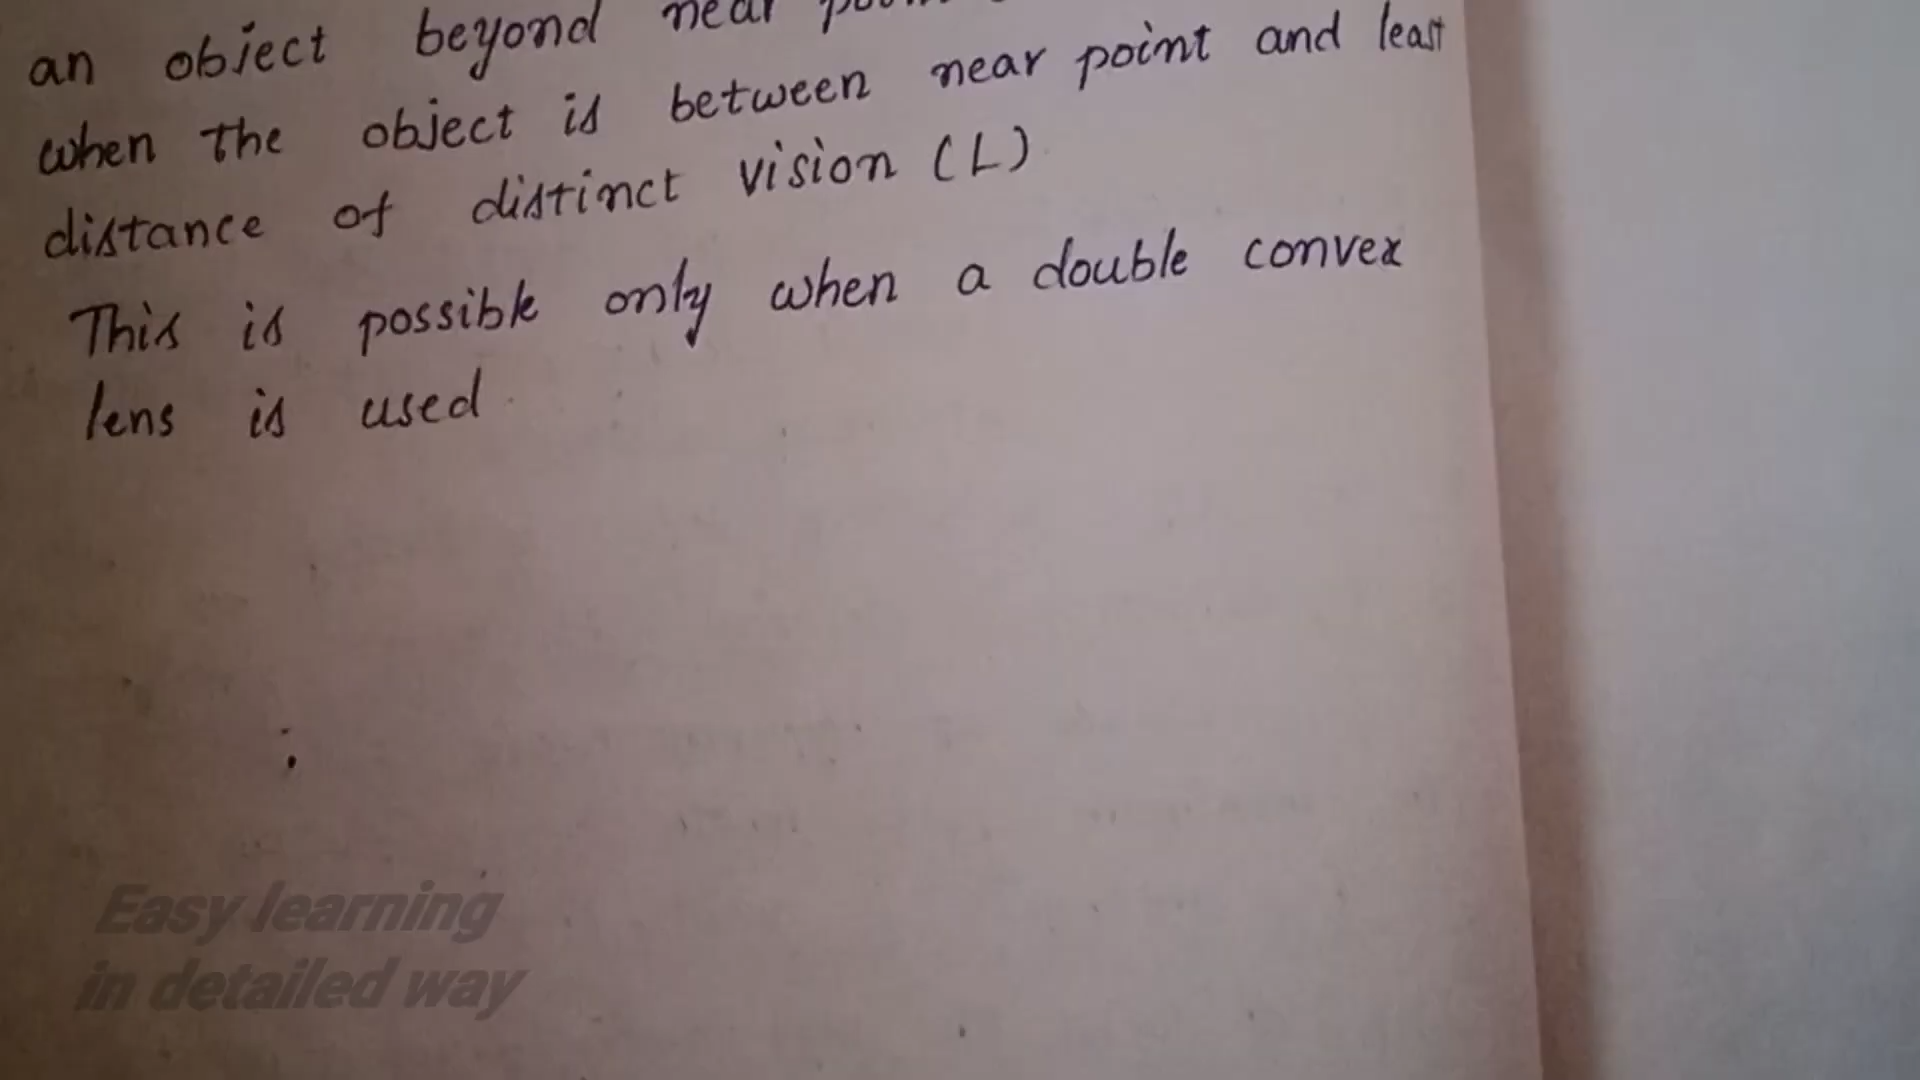 an object beyond near
when the object is between near point and least
distance of distinct vision (L)
This is possible only when a double convex
lens is used
Easy learning
in detailed way